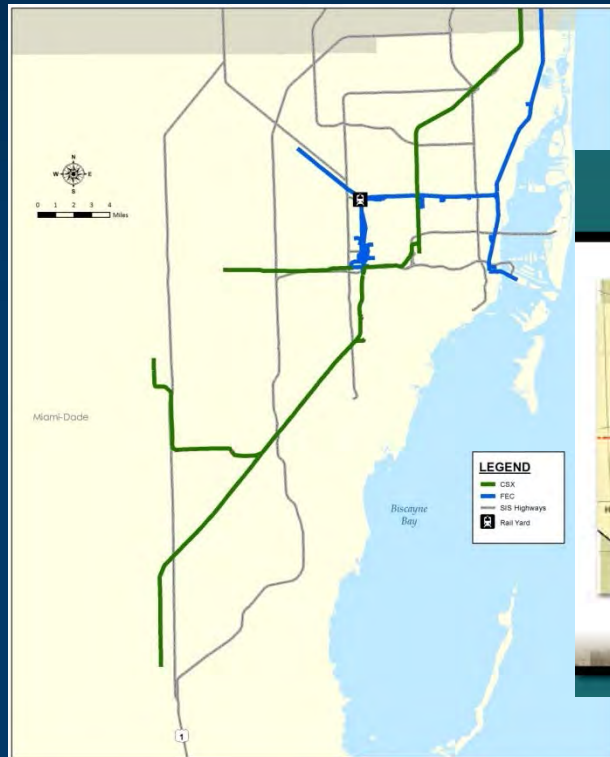 N
W E
S
0 1 2 3 4
Miles
Miami-Dade
LEGEND
CSX
FEC
SIS Highways
Rail Yard
Biscayne
Bay
1
H